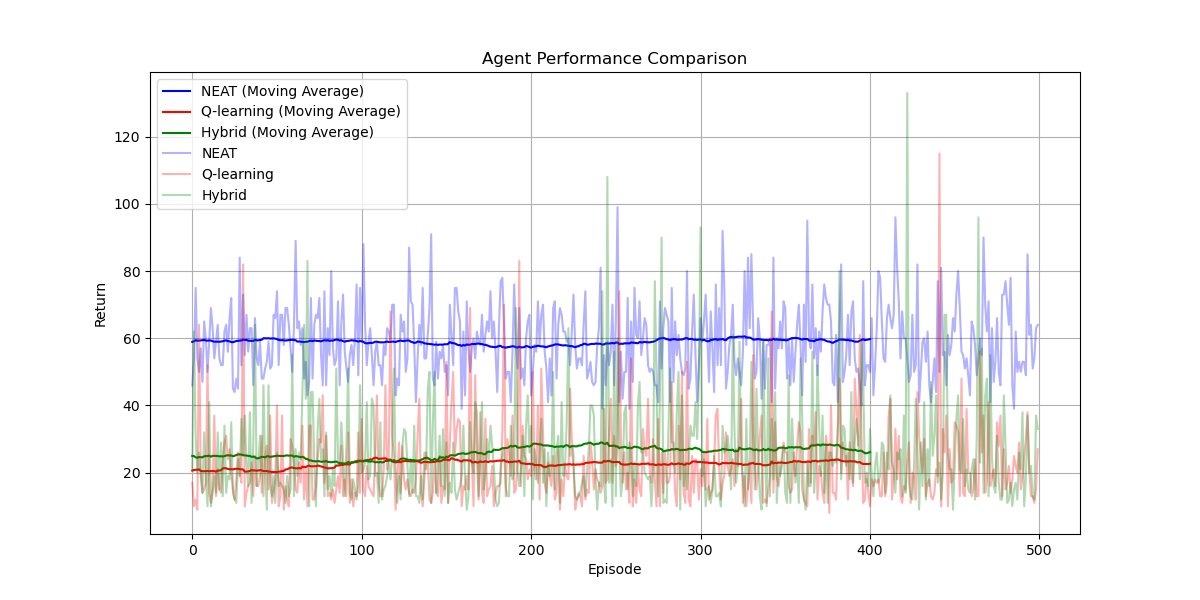 Agent Performance Comparison
NEAT (Moving Average)
Q-learning (Moving Average)
Hybrid (Moving Average)
NEAT
Q-learning
Hybrid
120
100
80
60
40
20
Return
0 100 200 300 400 500
Episode